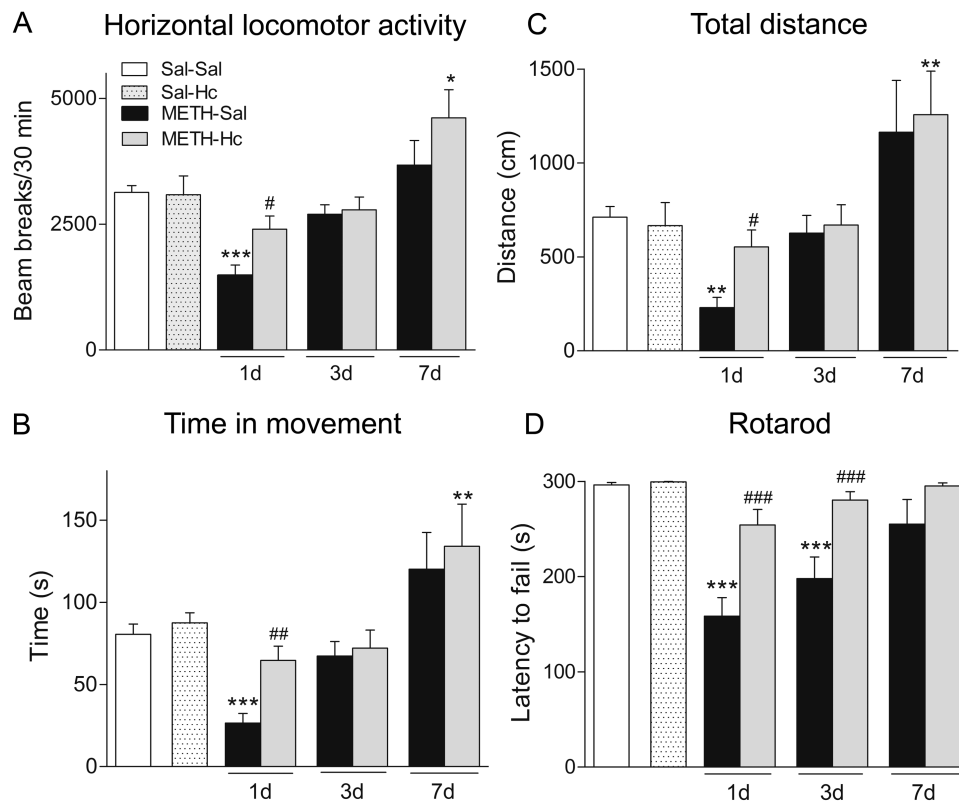 A
Horizontal locomotor activity
Sal-Sal
Sal-Hc
METH-Sal
METH-Hc
Beam breaks/30 min
5000
2500
0
***
#
*
1d
3d
7d
B
Time in movement
Time (s)
150
100
50
0
***
##
**
1d
3d
7d
C
Total distance
Distance (cm)
1500
1000
500
0
**
#
**
1d
3d
7d
D
Rotarod
Latency to fail (s)
300
200
100
0
***
###
***
###
1d
3d
7d